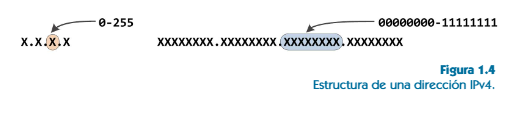 0-255 00000000-11111111
X.X.X.X XXXXXXXX.XXXXXXXX.XXXXXXXX.XXXXXXXX
Figura 1.4
Estructura de una dirección IPv4.